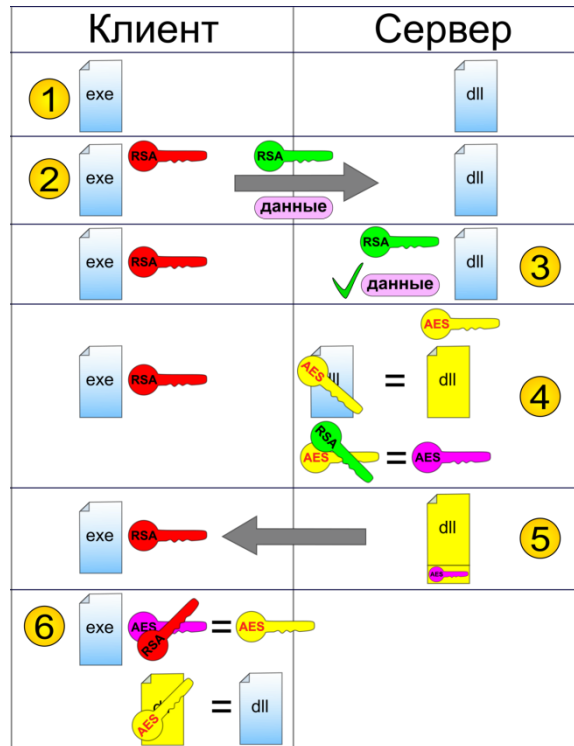 Клиент Сервер
1 exe dll
2 exe RSA RSA данные dll
exe RSA RSA данные dll 3
AES
exe RSA AES dll = dll 4
RSA AES = AES
exe RSA dll 5
AES
6 exe AES RSA = AES
AES = dll